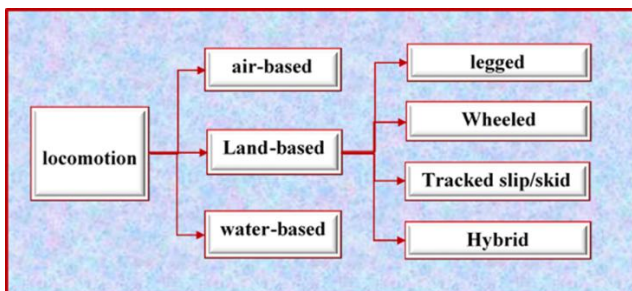 locomotion
air-based
Land-based
water-based
legged
Wheeled
Tracked slip/skid
Hybrid